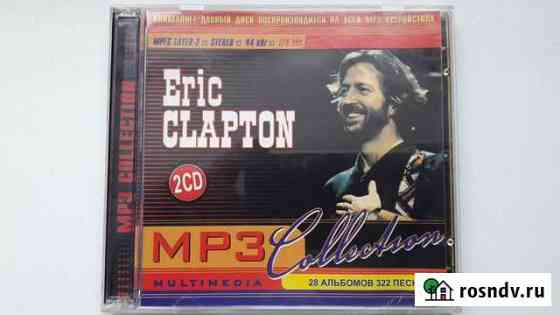 ВНИМАНИЕ! ДАННЫЙ ДИСК ВОСПРОИЗВОДИТСЯ НА ВСЕХ MP3 УСТРОЙСТВАХ
MPEG LAYER-3 STEREO 44 kHz
Eric
CLAPTON
2CD
MP3 COLLECTION
MP3 Collection.
MULTIMEDIA
28 АЛЬБОМОВ 322
rosndv.ru